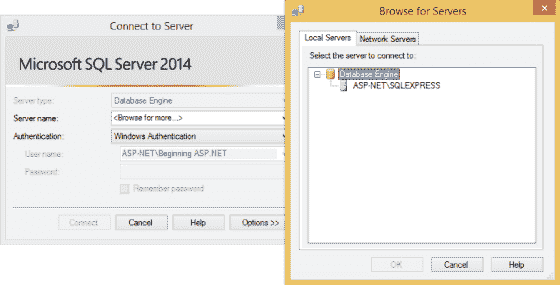 Connect to Server
Microsoft SQL Server 2014
Server type: Database Engine
Server name: <Browse for more...>
Authentication: Windows Authentication
User name: ASP-NET\Beginning ASP.NET
Password:
Remember password
Connect Cancel Help Options >>
Browse for Servers
Local Servers Network Servers
Select the server to connect to:
Database Engine
ASP-NET\SQLEXPRESS
OK Cancel Help